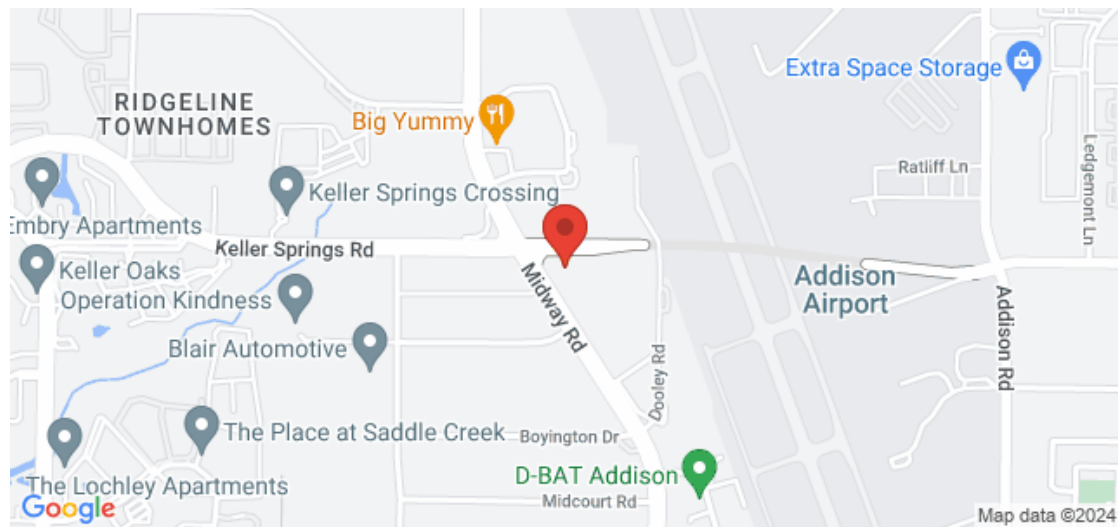 Extra Space Storage
RIDGELINE
TOWNHOMES
Big Yummy
Ledgemont Ln
Ratliff Ln
Keller Springs Crossing
Embry Apartments
Keller Springs Rd
Keller Oaks
Operation Kindness
Midway Rd
Addison
Airport
Addison Rd
Blair Automotive
Dooley Rd
The Place at Saddle Creek
Boyington Dr
D-BAT Addison
The Lochley Apartments
Midcourt Rd
Google
Map data ©2024